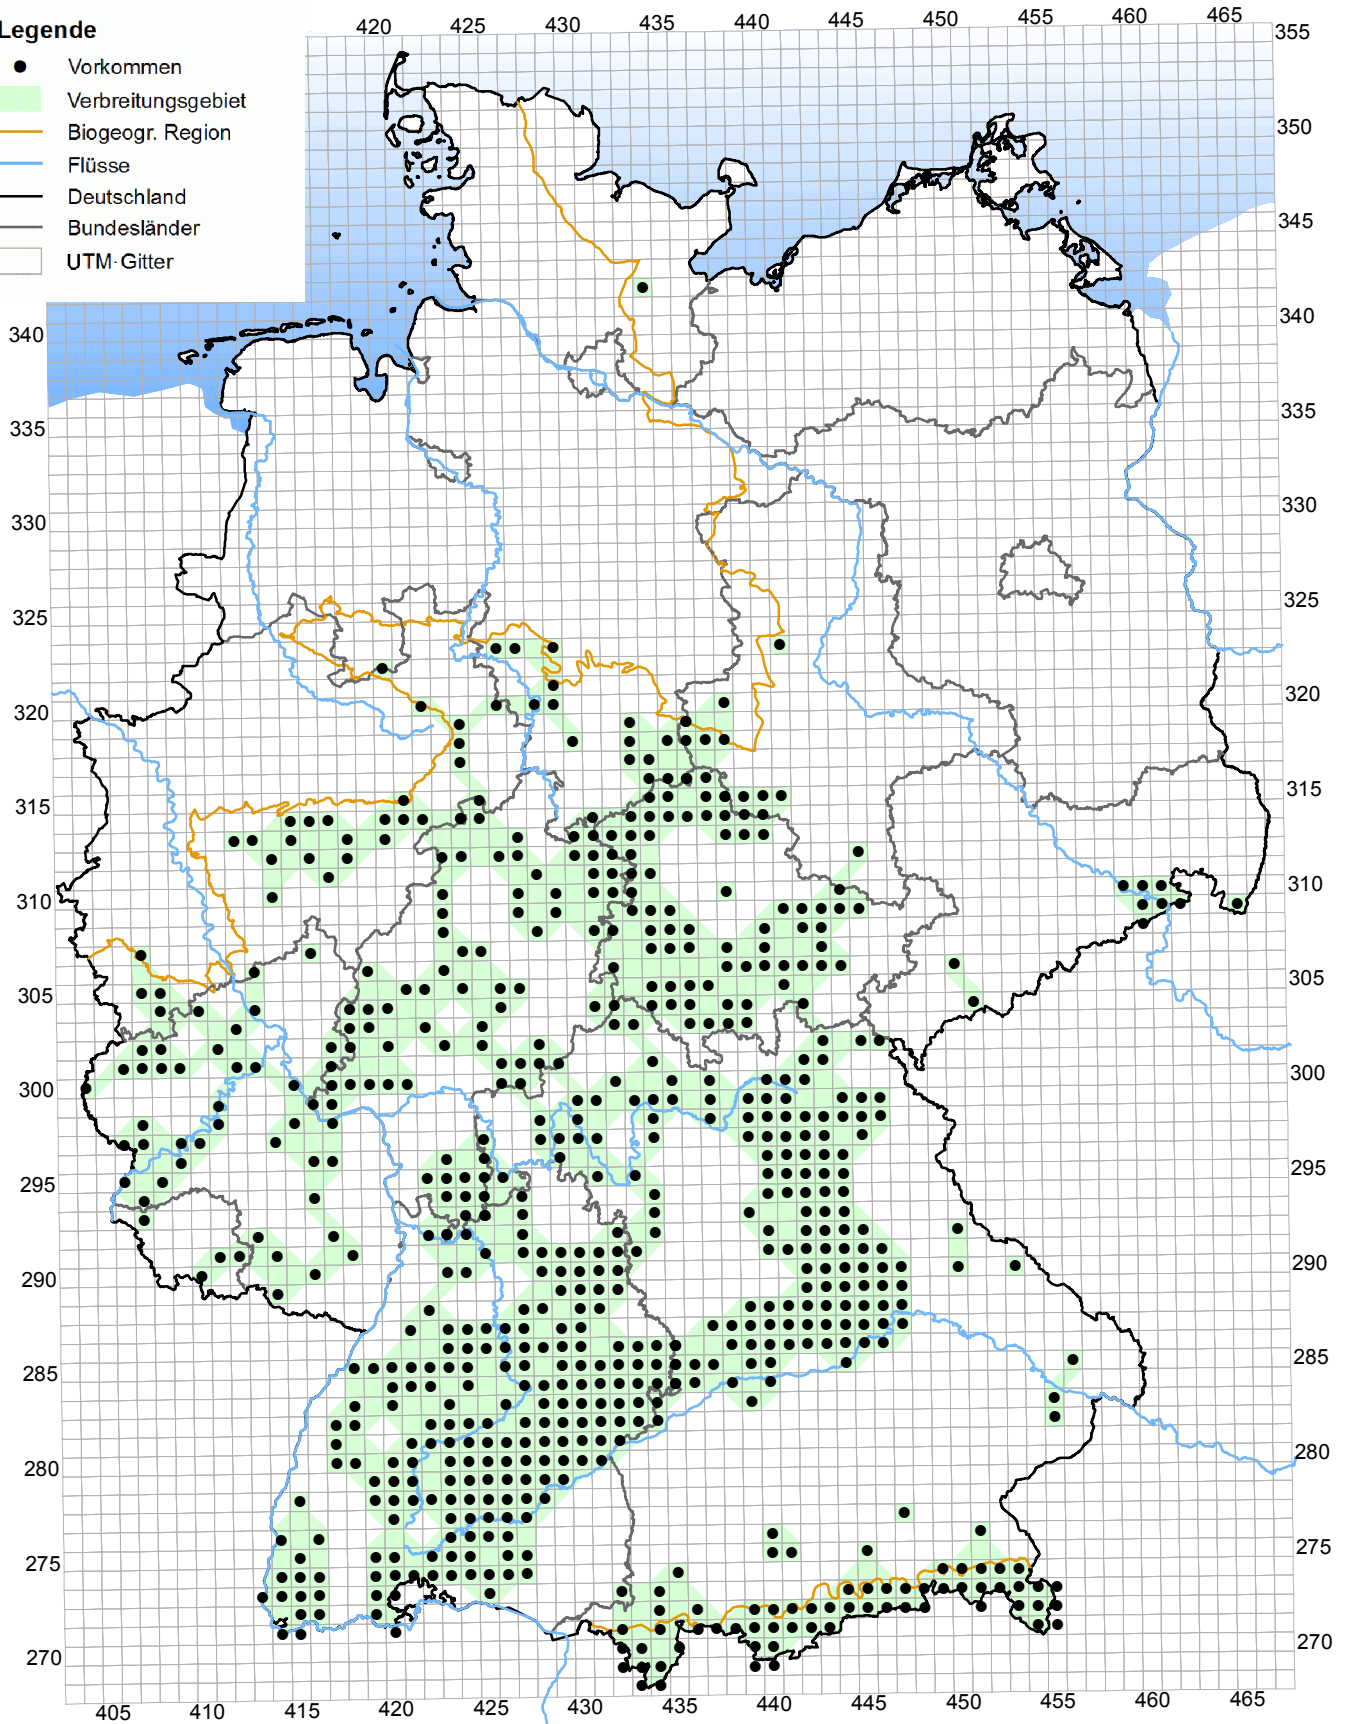 Legende
Vorkommen
Verbreitungsgebiet
Biogeogr. Region
Flüsse
Deutschland
Bundesländer
UTM-Gitter
420 425 430 435 440 445 450 455 460 465
355
350
345
340 340
335 335
330 330
325 325
320 320
315 315
310 310
305 305
300 300
295 295
290 290
285 285
280 280
275 275
270 270
405 410 415 420 425 430 435 440 445 450 455 460 465